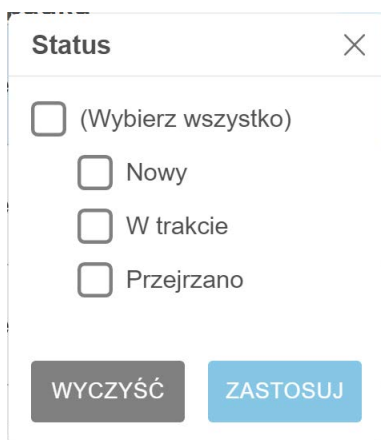 Status
(Wybierz wszystko)
Nowy
W trakcie
Przejrzano
WYCZYŚĆ
ZASTOSUJ